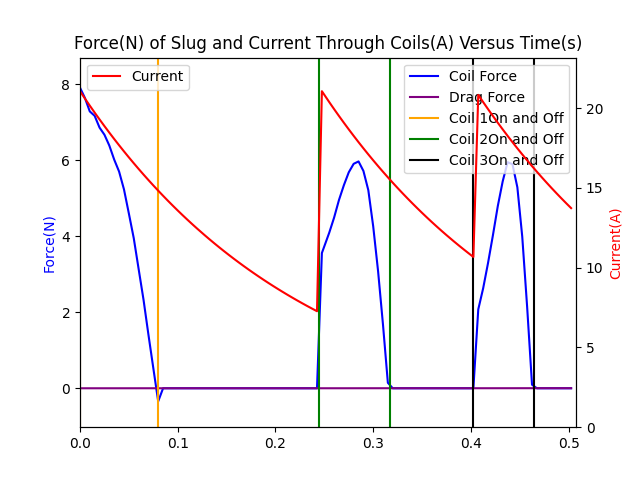 Force(N) of Slug and Current Through Coils(A) Versus Time(s)
Current
Coil Force
Drag Force
Coil 1On and Off
Coil 2On and Off
Coil 3On and Off
Force(N)
8
6
4
2
0
Current(A)
20
15
10
5
0
0.0 0.1 0.2 0.3 0.4 0.5